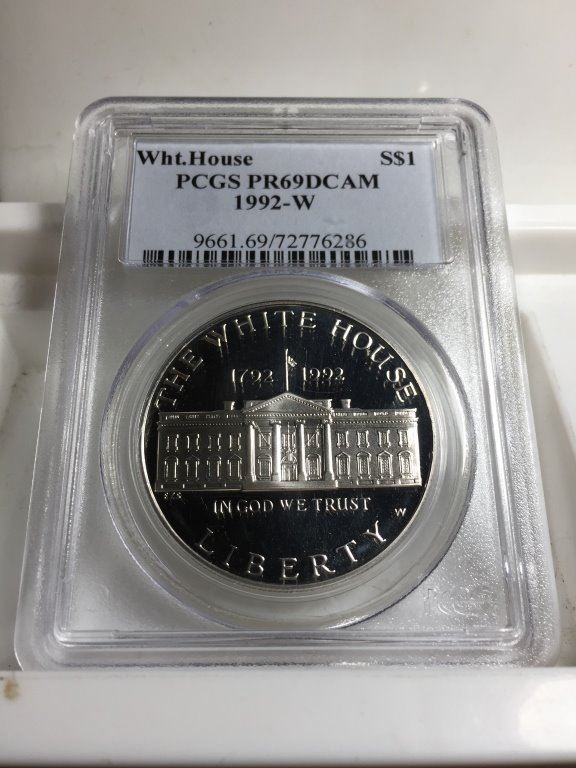 Wht.House S$1
PCGS PR69DCAM
1992-W
9661.69/72776286
THE WHITE HOUSE
1792 1992
IN GOD WE TRUST
W
LIBERTY